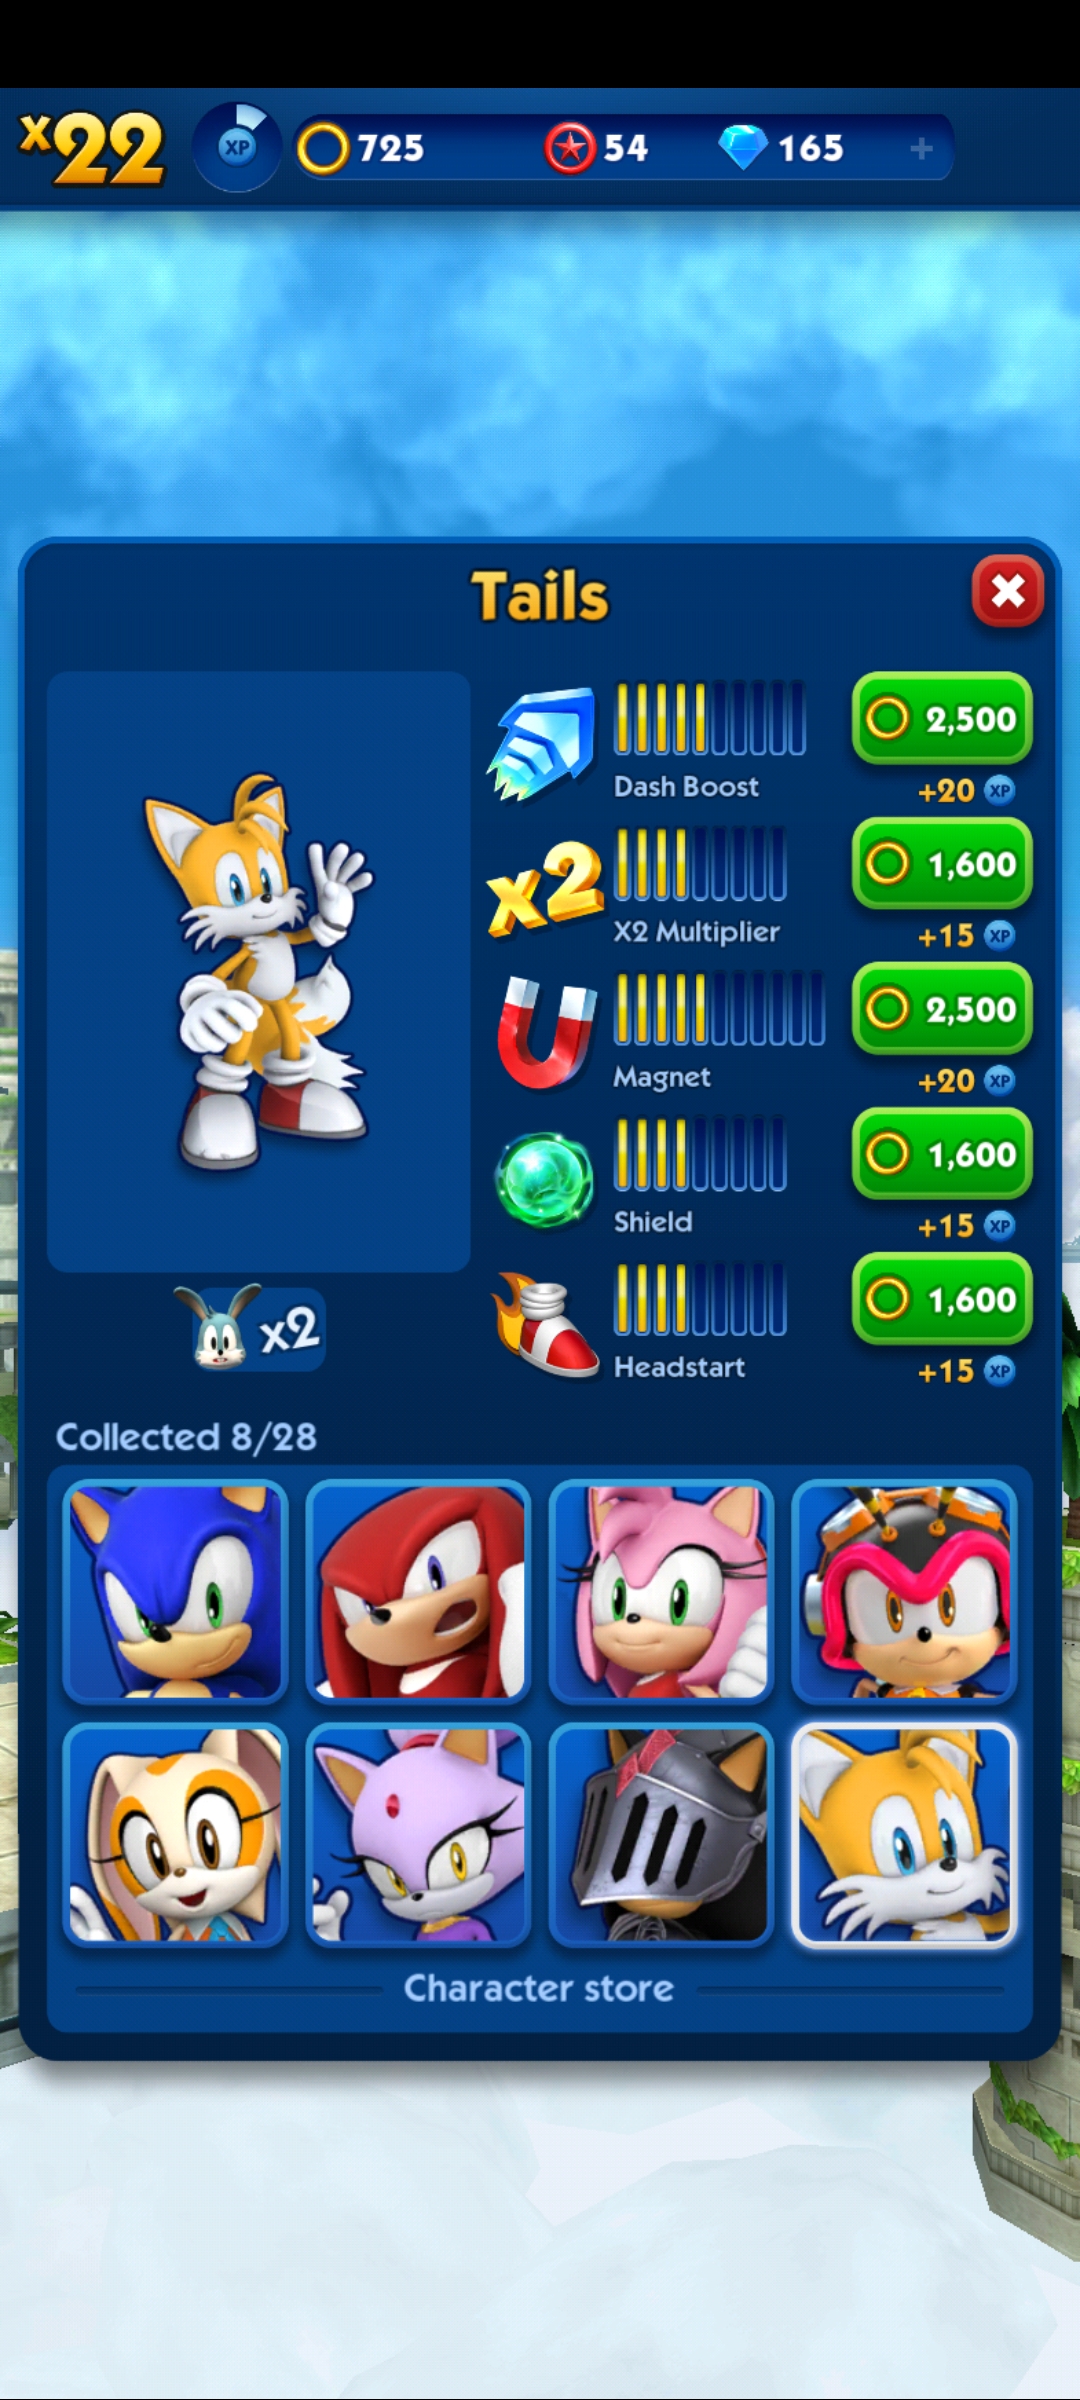 x22 XP 725 54 165 +
Tails
2,500
Dash Boost
+20 XP
x2 1,600
X2 Multiplier
+15 XP
2,500
Magnet
+20 XP
1,600
Shield
+15 XP
1,600
x2
Headstart
+15 XP
Collected 8/28
Character store